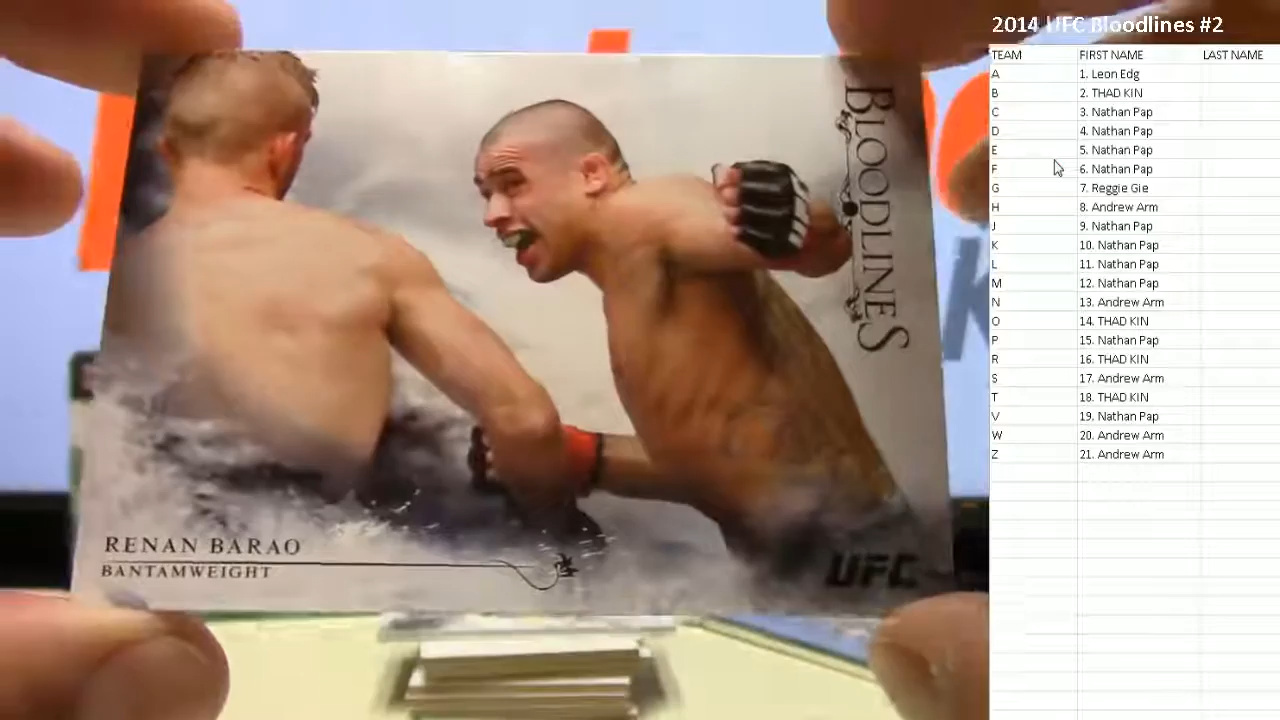 2014 UFC Bloodlines #2
TEAM FIRST NAME LAST NAME
A 1. Leon Edg
B 2. THAD KIN
C 3. Nathan Pap
D 4. Nathan Pap
E 5. Nathan Pap
F 6. Nathan Pap
G 7. Reggie Gie
H 8. Andrew Arm
J 9. Nathan Pap
K 10. Nathan Pap
L 11. Nathan Pap
M 12. Nathan Pap
N 13. Andrew Arm
O 14. THAD KIN
P 15. Nathan Pap
R 16. THAD KIN
S 17. Andrew Arm
T 18. THAD KIN
V 19. Nathan Pap
W 20. Andrew Arm
Z 21. Andrew Arm
BLOODLINES
RENAN BARAO
BANTAMWEIGHT
UFC